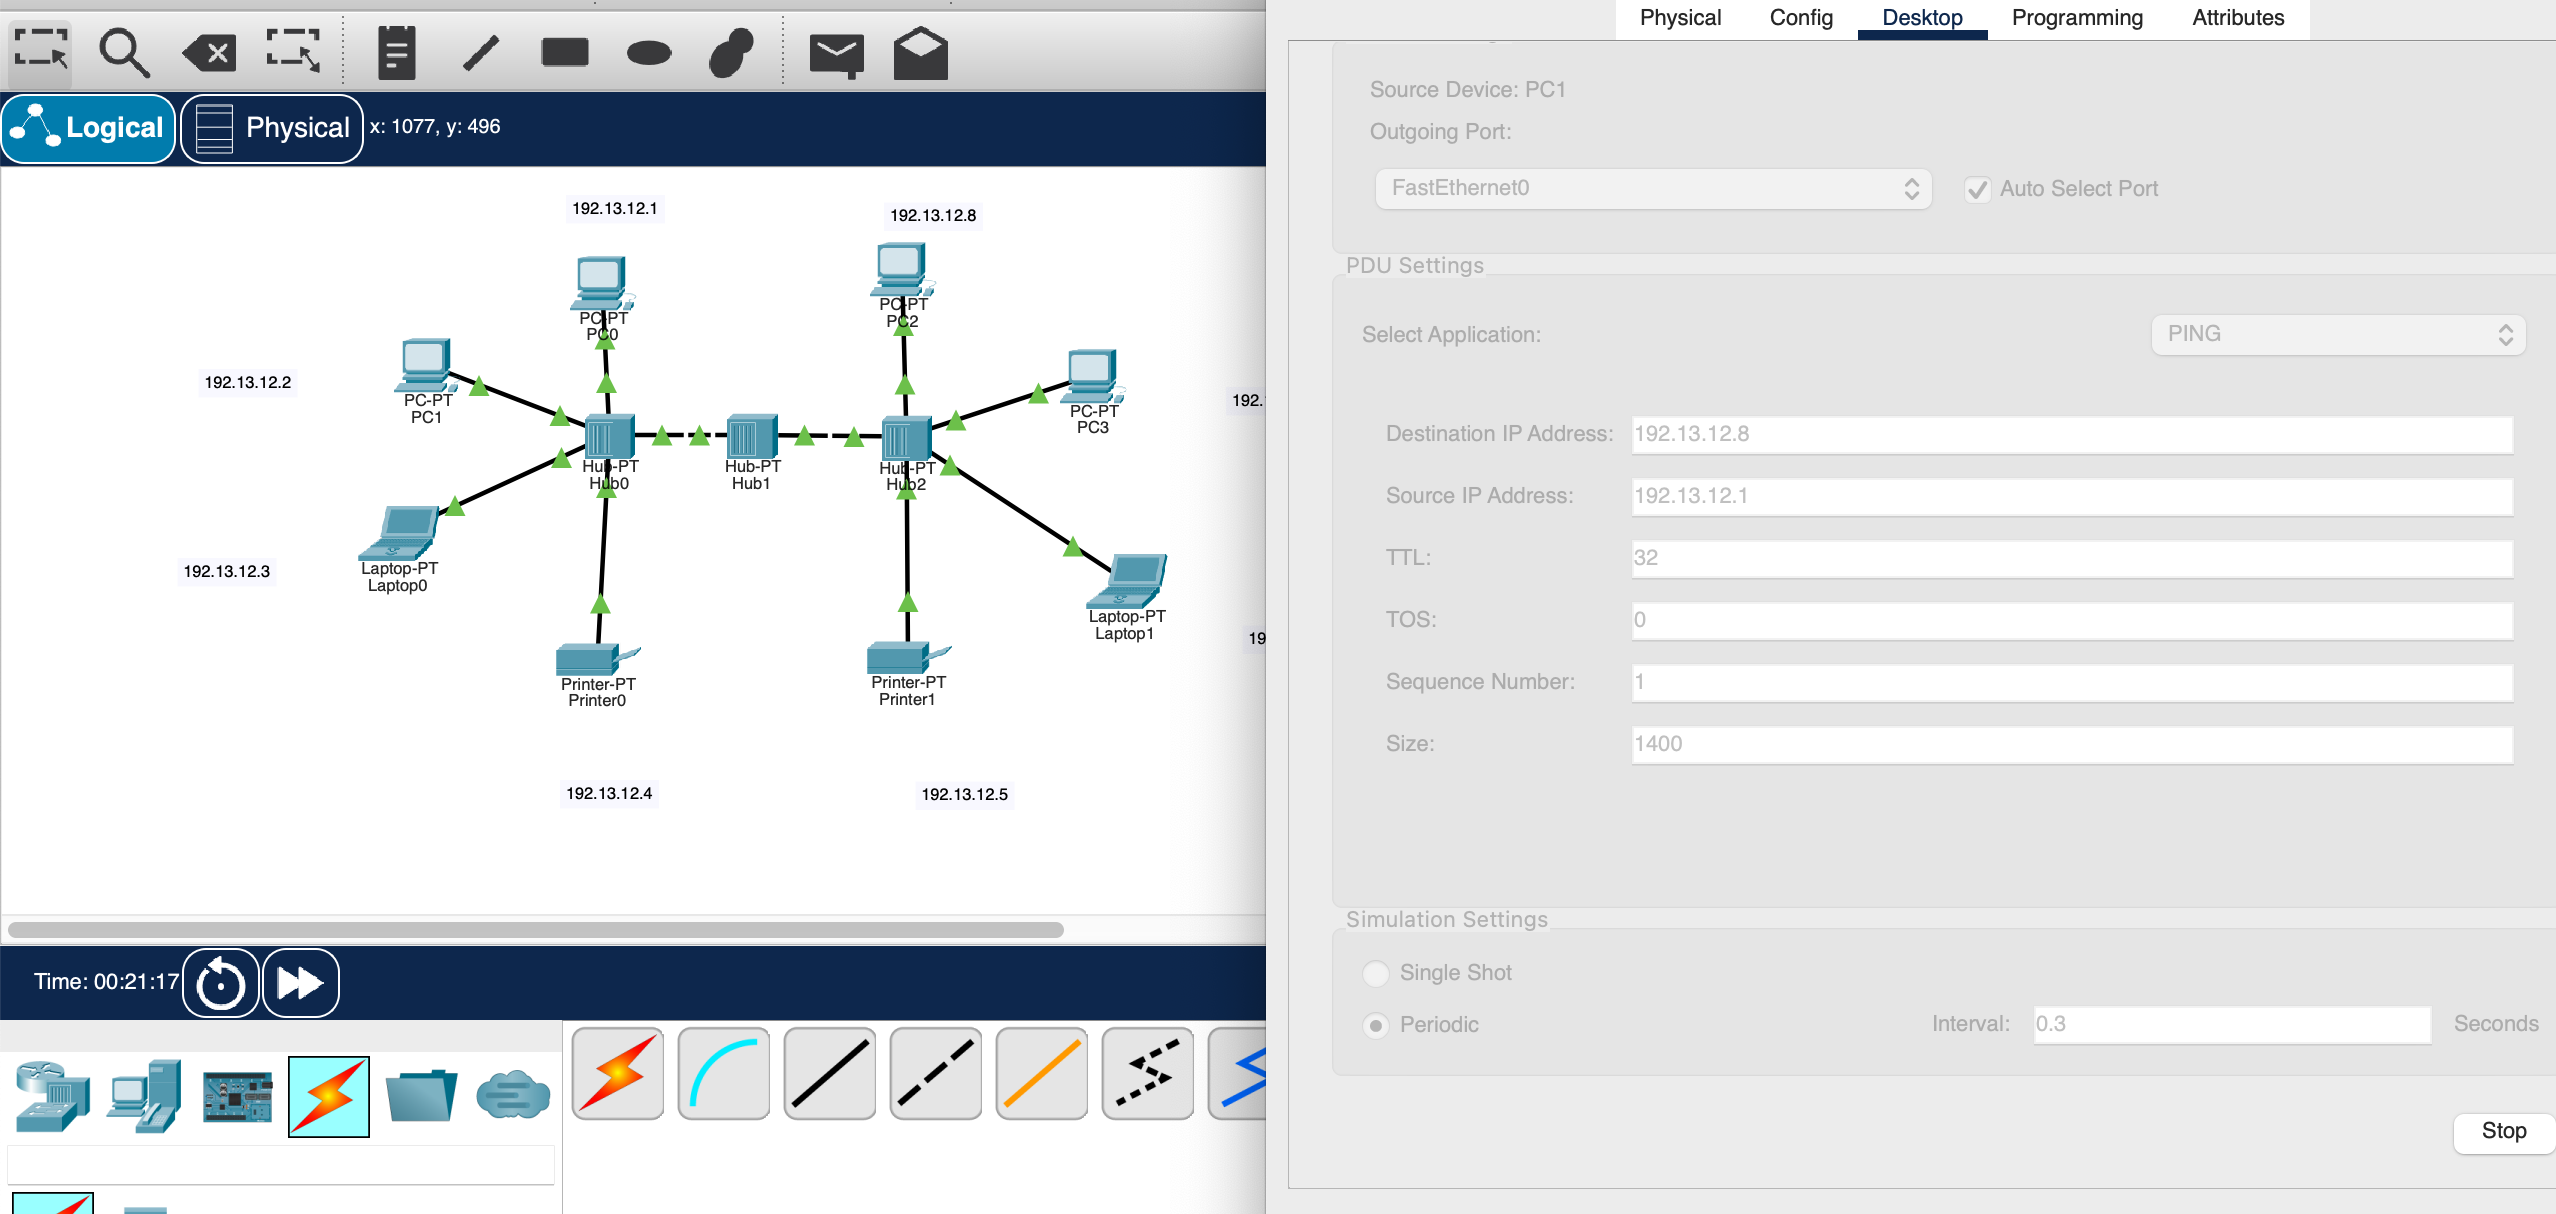 Physical Config Desktop Programming Attributes
Logical Physical x: 1077, y: 496
192.13.12.1
192.13.12.8
PC-PT
PC0
PC-PT
PC2
192.13.12.2
PC-PT
PC1
PC-PT
PC3
192.
Hub-PT
Hub0
Hub-PT
Hub1
Hub-PT
Hub2
192.13.12.3
Laptop-PT
Laptop0
Laptop-PT
Laptop1
19
Printer-PT
Printer0
Printer-PT
Printer1
192.13.12.4
192.13.12.5
Time: 00:21:17
Source Device: PC1
Outgoing Port:
FastEthernet0
Auto Select Port
PDU Settings
Select Application:
PING
Destination IP Address: 192.13.12.8
Source IP Address: 192.13.12.1
TTL: 32
TOS: 0
Sequence Number: 1
Size: 1400
Simulation Settings
Single Shot
Periodic
Interval: 0.3 Seconds
Stop